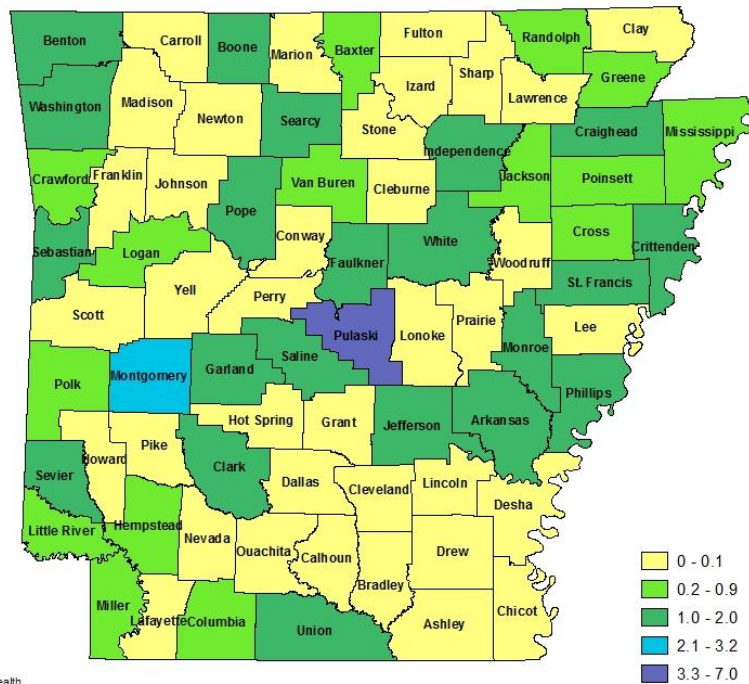 Benton
Carroll
Boone
Marion
Baxter
Fulton
Randolph
Clay
Izard
Sharp
Greene
Washington
Madison
Newton
Searcy
Stone
Lawrence
Independence
Craighead
Mississippi
Crawford
Franklin
Johnson
Van Buren
Cleburne
Jackson
Poinsett
Pope
Sebastian
Logan
Conway
Faulkner
White
Woodruff
Cross
Crittenden
St. Francis
Scott
Yell
Perry
Pulaski
Lonoke
Prairie
Lee
Monroe
Polk
Montgomery
Garland
Saline
Phillips
Hot Spring
Grant
Jefferson
Arkansas
Howard
Pike
Sevier
Clark
Dallas
Cleveland
Lincoln
Desha
Little River
Hempstead
Nevada
Ouachita
Calhoun
Drew
Bradley
Miller
Lafayette
Columbia
Union
Ashley
Chicot
0 - 0.1
0.2 - 0.9
1.0 - 2.0
2.1 - 3.2
3.3 - 7.0